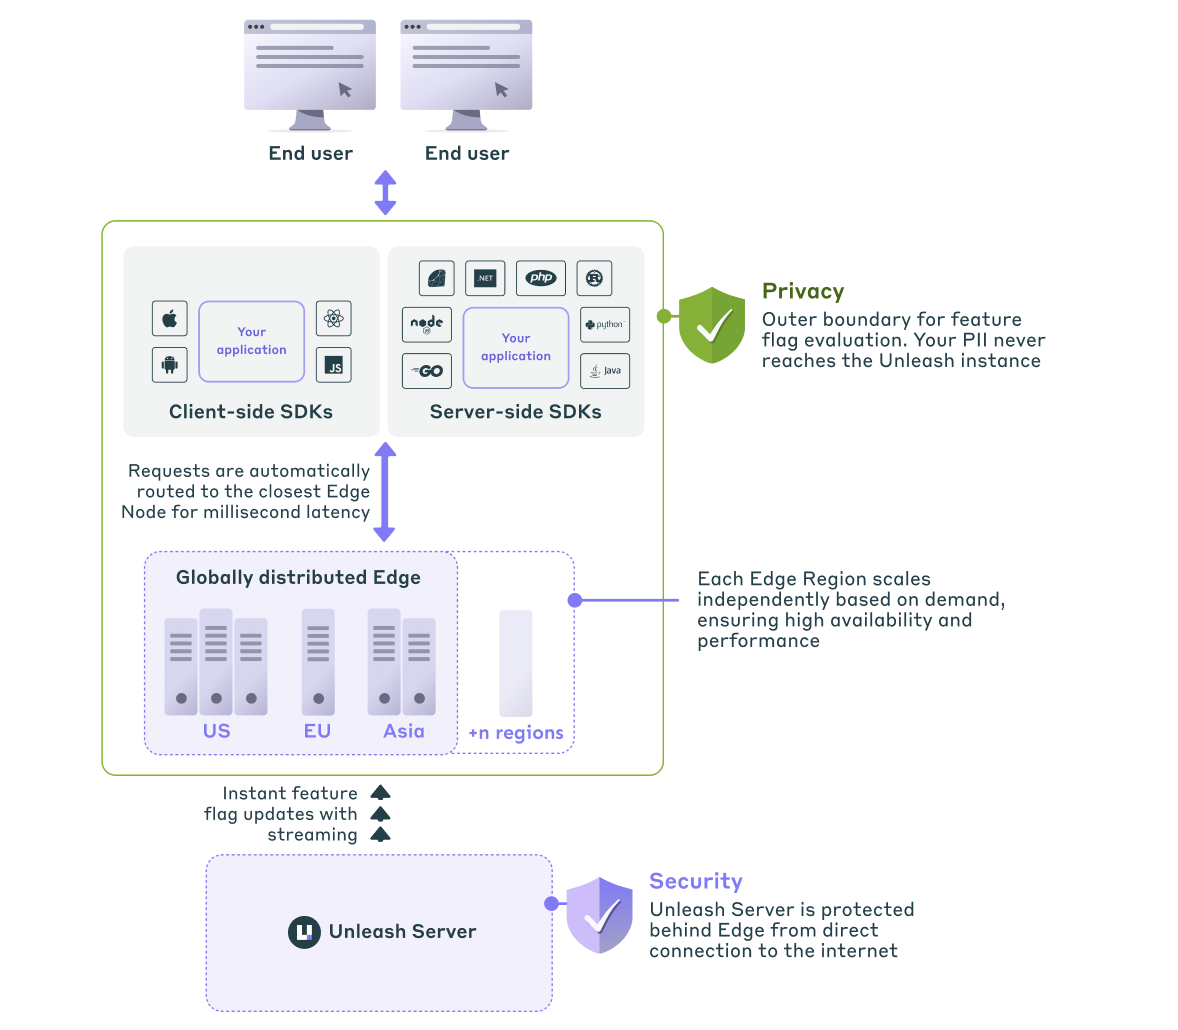 End user
End user
.NET
php
Your
application
JS
node
JS
Your
application
python
GO
Java
Client-side SDKs
Server-side SDKs
Privacy
Outer boundary for feature
flag evaluation. Your PII never
reaches the Unleash instance
Requests are automatically
routed to the closest Edge
Node for millisecond latency
Globally distributed Edge
US
EU
Asia
+n regions
Each Edge Region scales
independently based on demand,
ensuring high availability and
performance
Instant feature
flag updates with
streaming
Unleash Server
Security
Unleash Server is protected
behind Edge from direct
connection to the internet